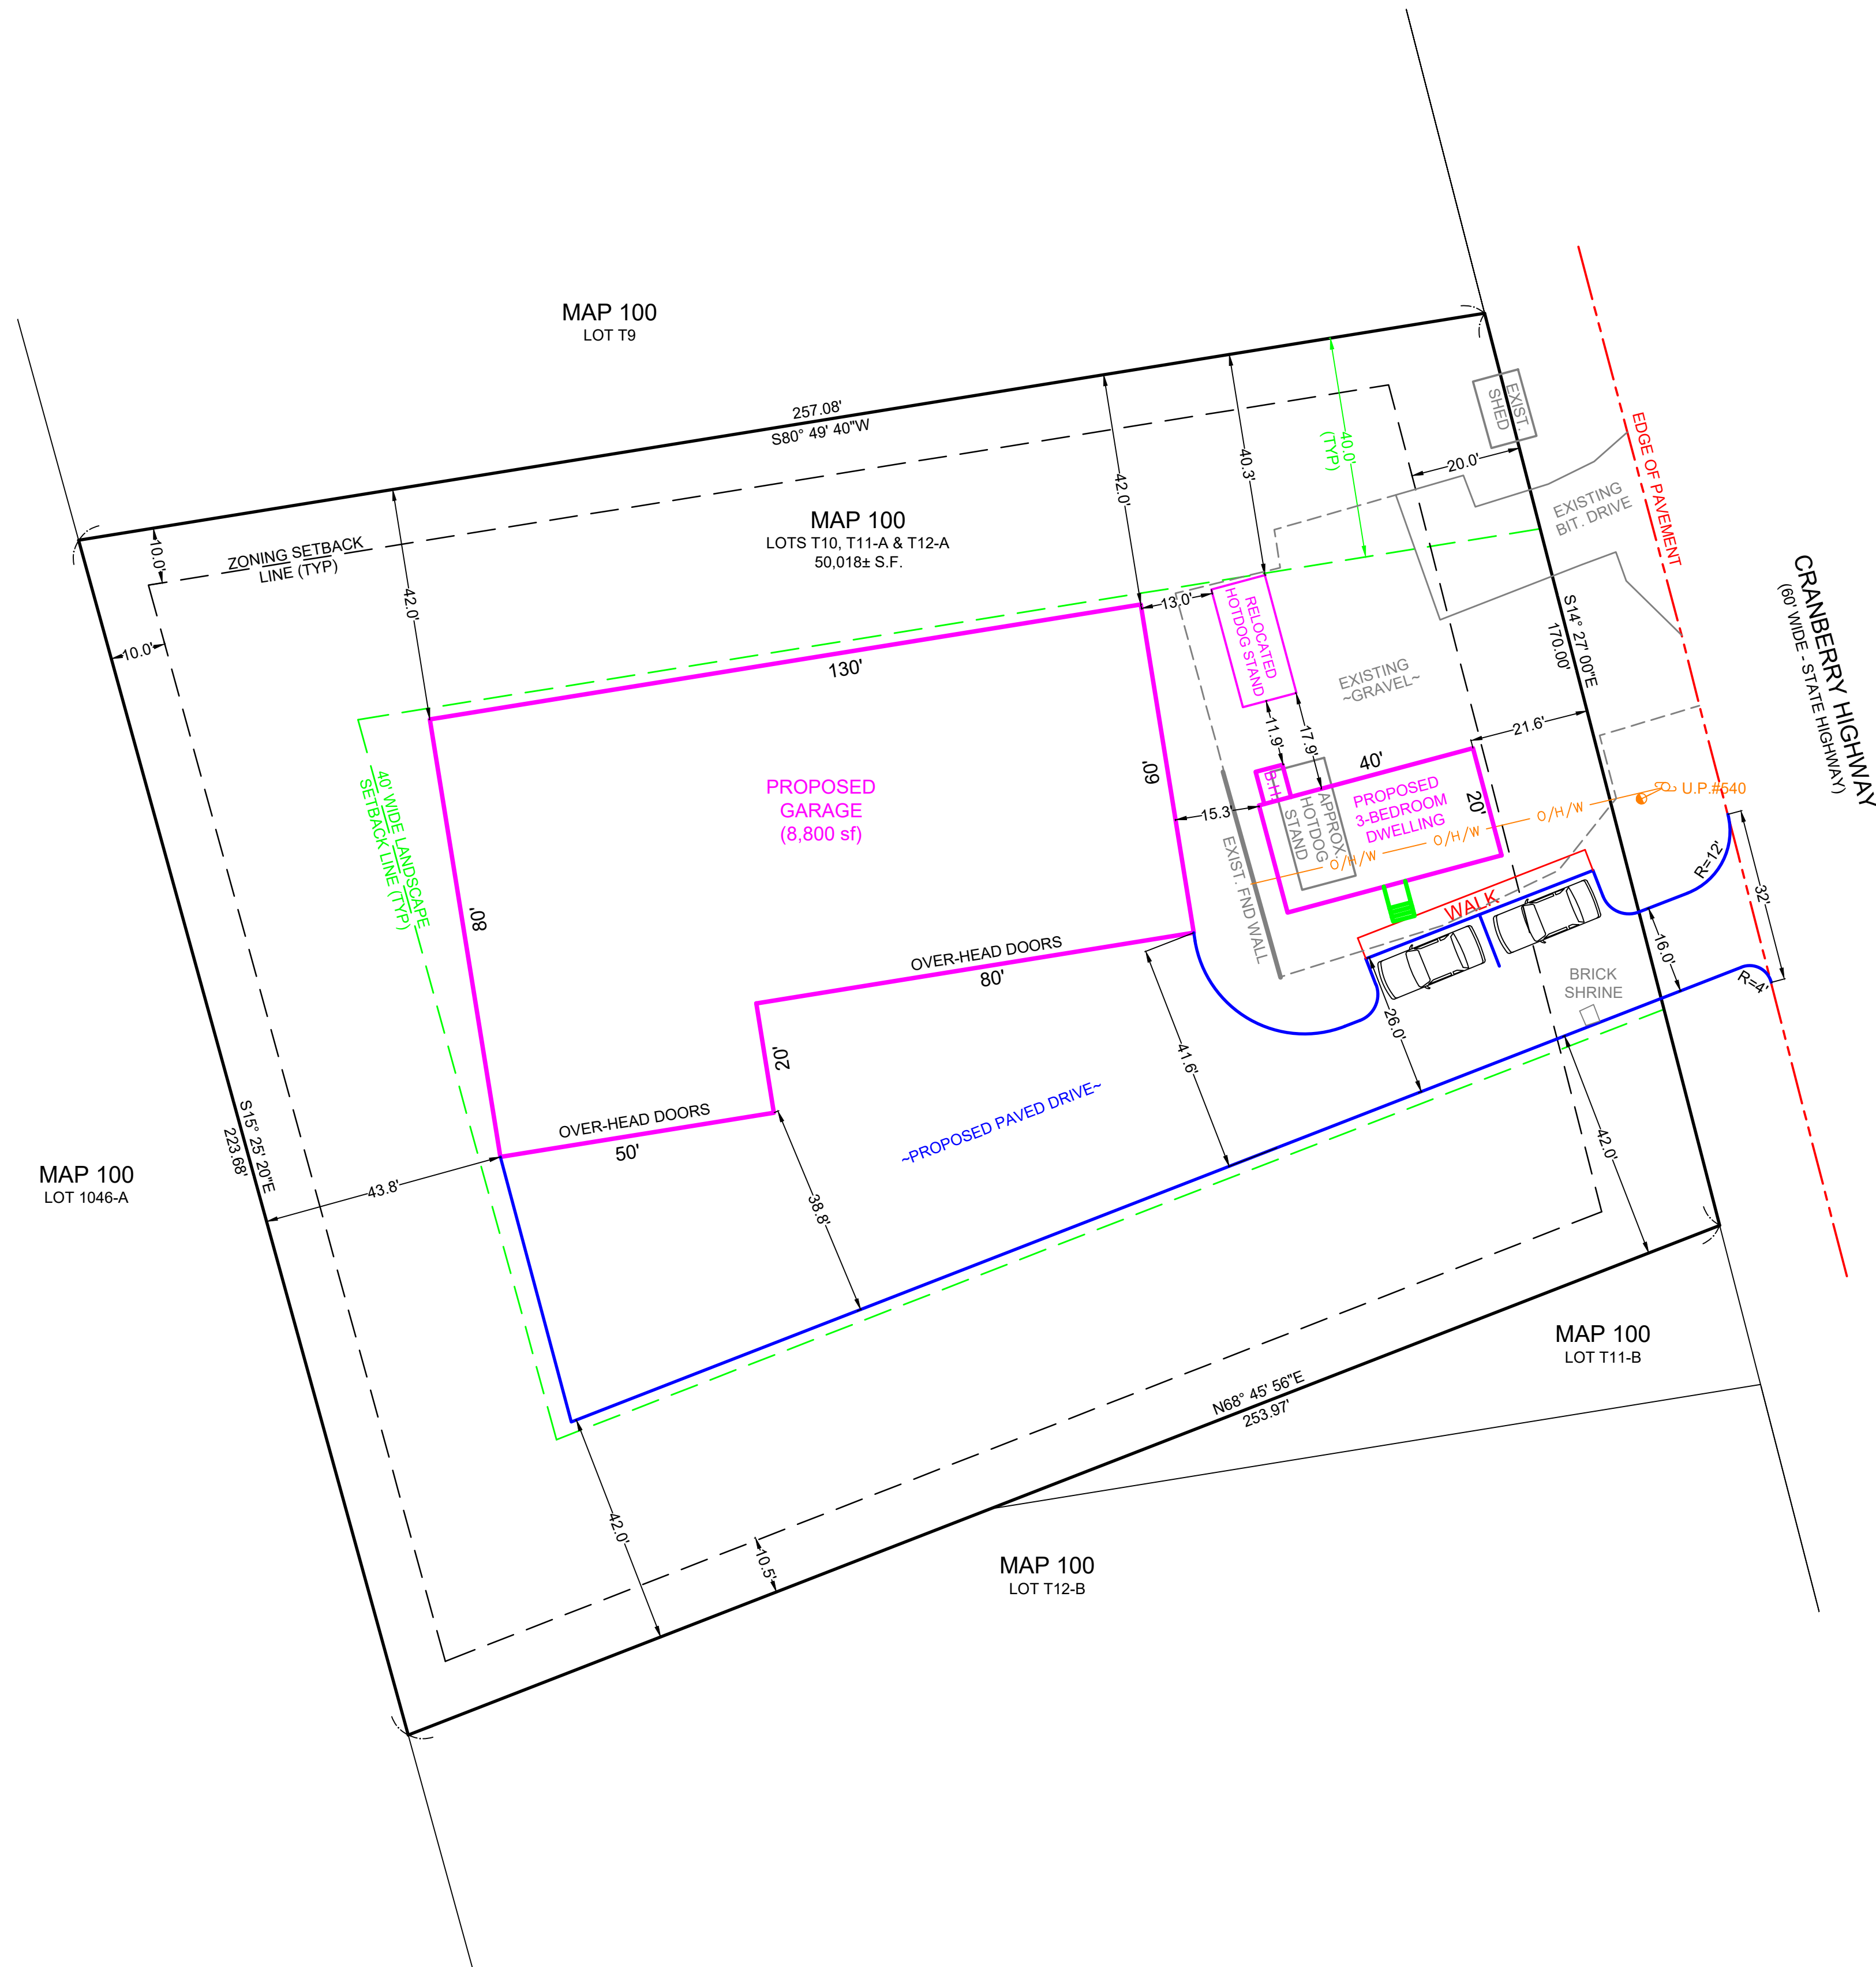 MAP 100
LOT T9
257.08'
S80° 49' 40"W
MAP 100
LOTS T10, T11-A & T12-A
50,018± S.F.
ZONING SETBACK
LINE (TYP)
10.0'
10.0'
42.0'
42.0'
40.3'
40.0'
(TYP)
20.0'
EXIST.
SHED
EDGE OF PAVEMENT
EXISTING
BIT. DRIVE
CRANBERRY HIGHWAY
(60' WIDE - STATE HIGHWAY)
S14° 27' 00"E
170.00'
13.0'
RELOCATED
HOTDOG STAND
130'
EXISTING
~GRAVEL~
11.9'
17.9'
21.6'
40'
60'
B.H.
PROPOSED
3-BEDROOM
DWELLING
20'
APPROX.
HOTDOG
STAND
15.3'
O/H/W
O/H/W
O/H/W
U.P.#540
PROPOSED
GARAGE
(8,800 sf)
40' WIDE LANDSCAPE
SETBACK LINE (TYP)
80'
EXIST. FND WALL
WALK
R=12'
32'
16.0'
R=4'
BRICK
SHRINE
OVER-HEAD DOORS
80'
20'
26.0'
41.6'
OVER-HEAD DOORS
50'
~PROPOSED PAVED DRIVE~
38.8'
42.0'
S15° 25' 20"E
223.68'
MAP 100
LOT 1046-A
43.8'
MAP 100
LOT T11-B
N68° 45' 56"E
253.97'
42.0'
10.5'
MAP 100
LOT T12-B